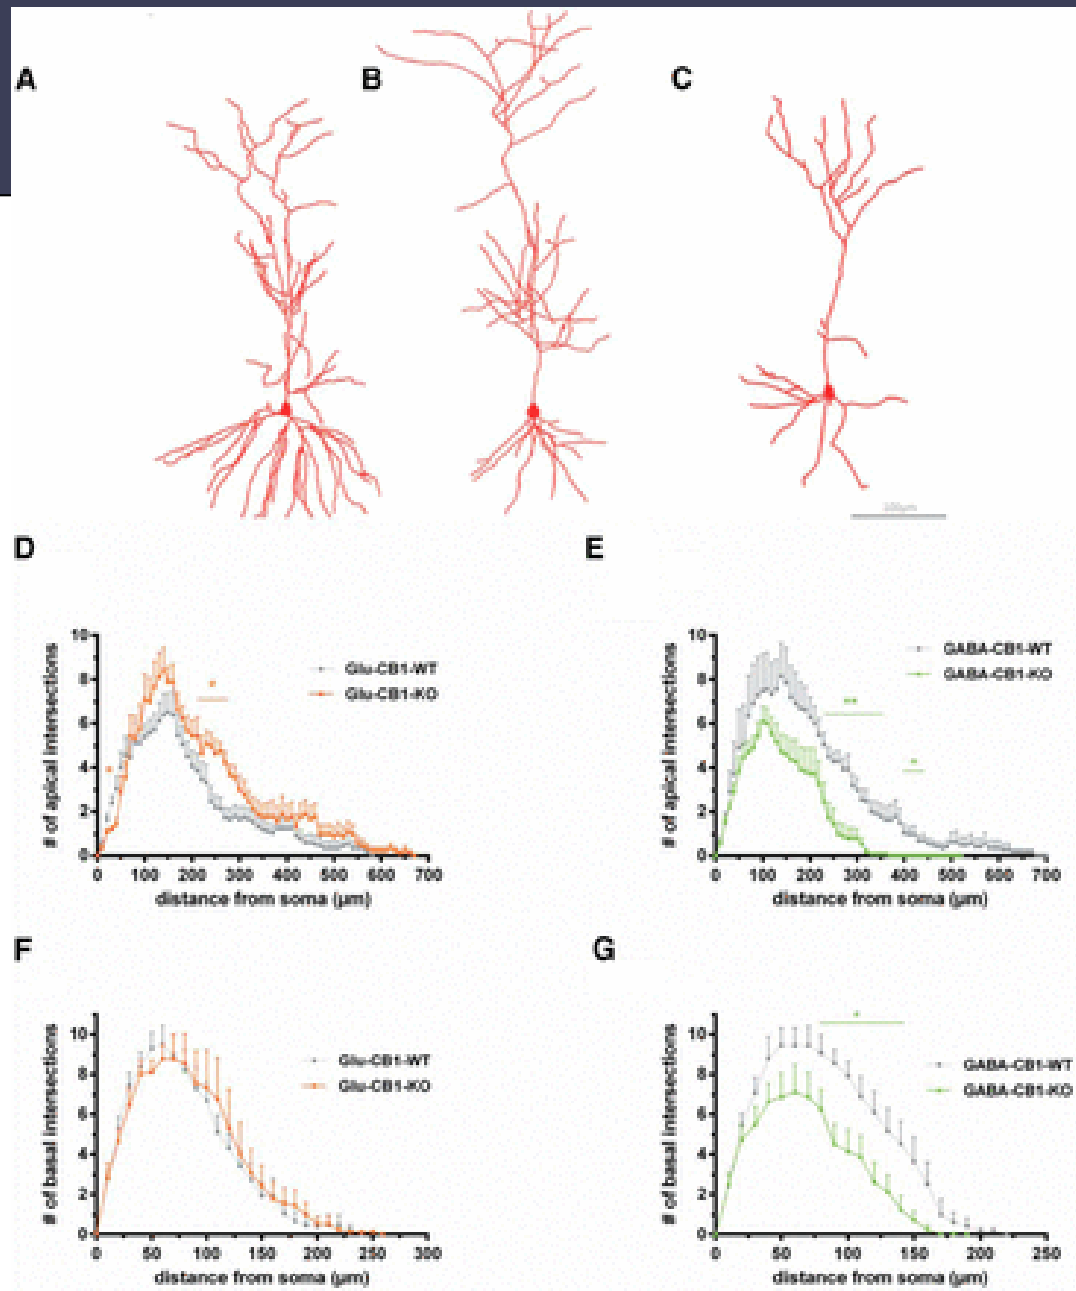 A
B
C
100µm
D
E
10
8
6
4
2
0
# of apical intersections
Glu-CB1-WT
Glu-CB1-KO
*
*
0 100 200 300 400 500 600 700
distance from soma (µm)
10
8
6
4
2
0
# of apical intersections
GABA-CB1-WT
GABA-CB1-KO
**
*
0 100 200 300 400 500 600 700
distance from soma (µm)
F
G
10
8
6
4
2
0
# of basal intersections
Glu-CB1-WT
Glu-CB1-KO
0 50 100 150 200 250 300
distance from soma (µm)
10
8
6
4
2
0
# of basal intersections
*
GABA-CB1-WT
GABA-CB1-KO
0 50 100 150 200 250
distance from soma (µm)